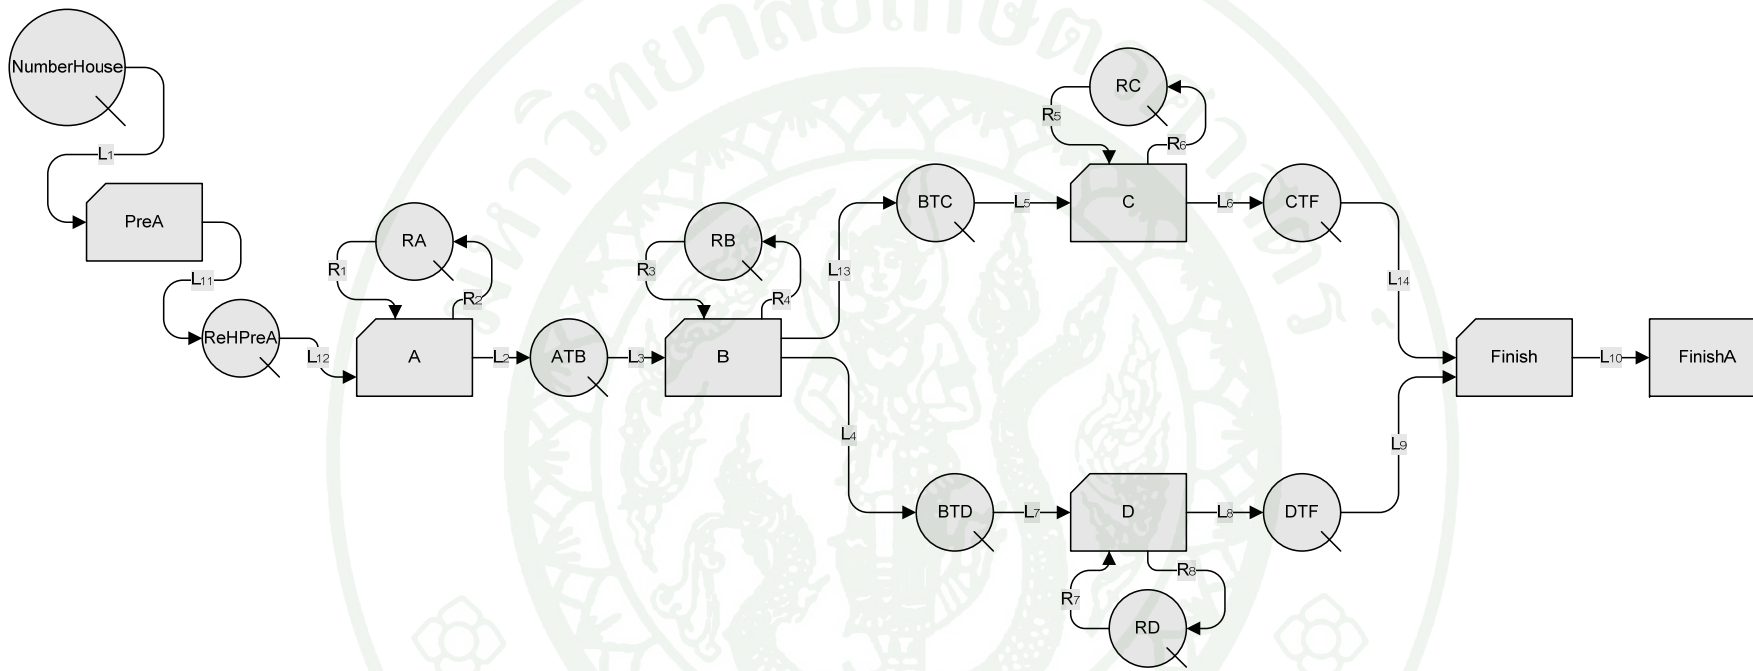 NumberHouse
L1
PreA
L11
ReHPreA
L12
RA
R1
R2
A
L2
ATB
L3
RB
R3
R4
B
L13
L4
BTC
L5
RC
R5
R6
C
L6
CTF
L14
BTD
L7
D
L8
R7
R8
RD
DTF
L9
Finish
L10
FinishA